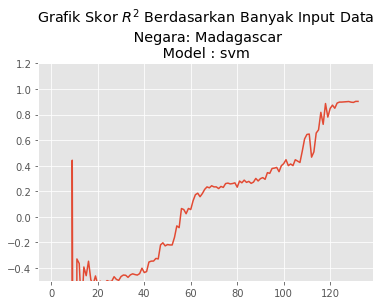 Grafik Skor R² Berdasarkan Banyak Input Data
Negara: Madagascar
Model : svm
1.2
1.0
0.8
0.6
0.4
0.2
0.0
−0.2
−0.4
0 20 40 60 80 100 120